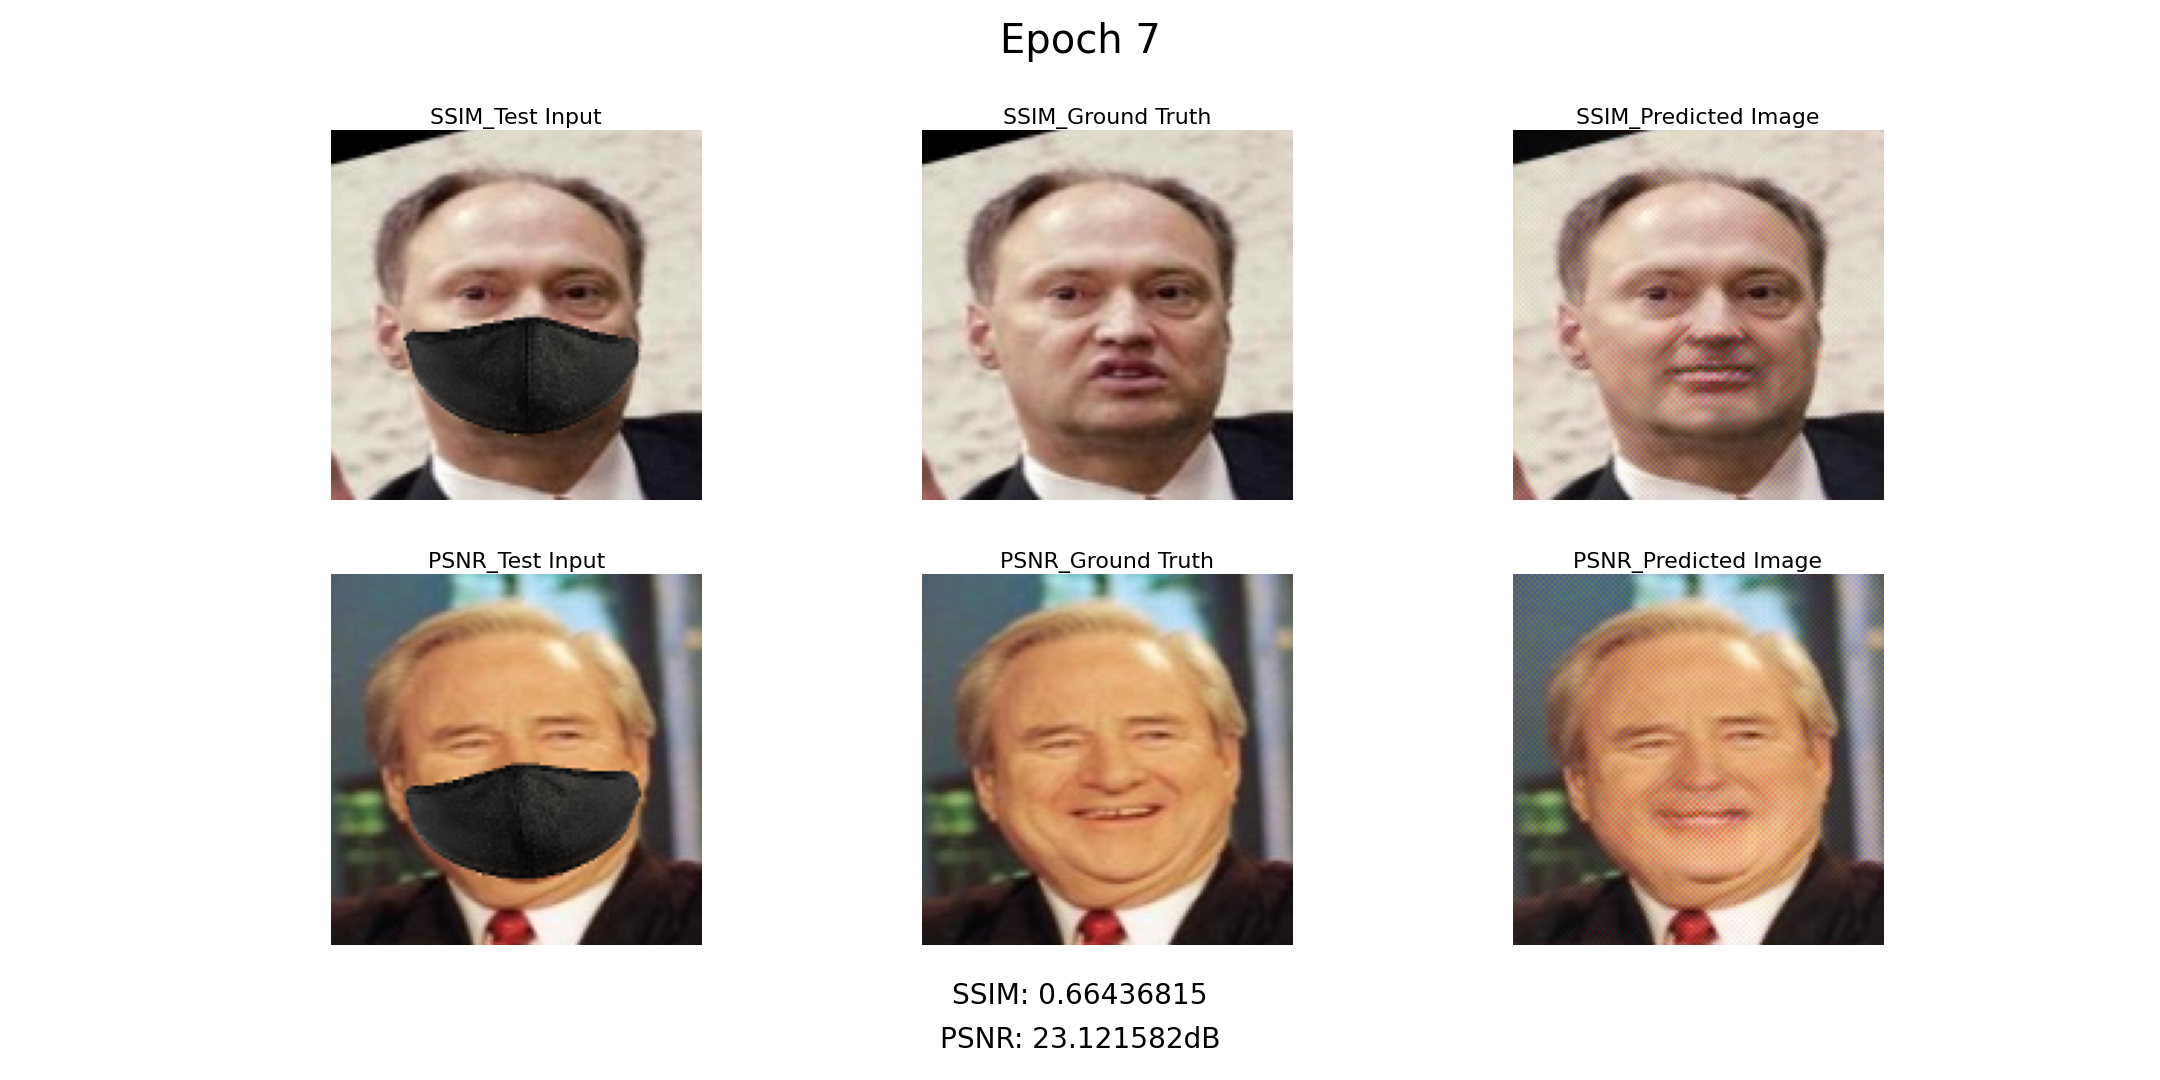 Epoch 7
SSIM_Test Input
SSIM_Ground Truth
SSIM_Predicted Image
PSNR_Test Input
PSNR_Ground Truth
PSNR_Predicted Image
SSIM: 0.66436815
PSNR: 23.121582dB